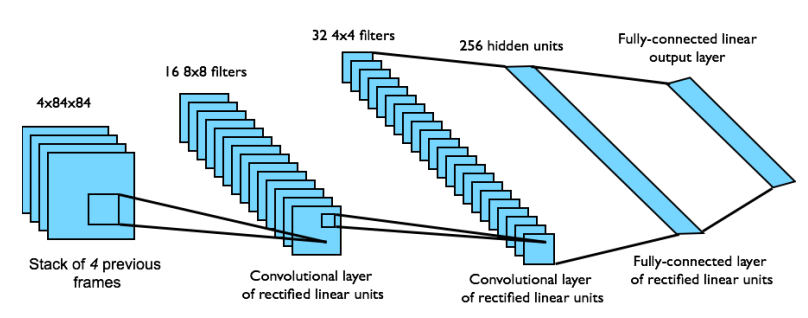 32 4x4 filters
256 hidden units
Fully-connected linear
output layer
16 8x8 filters
4x84x84
Stack of 4 previous
frames
Convolutional layer
of rectified linear units
Convolutional layer
of rectified linear units
Fully-connected layer
of rectified linear units